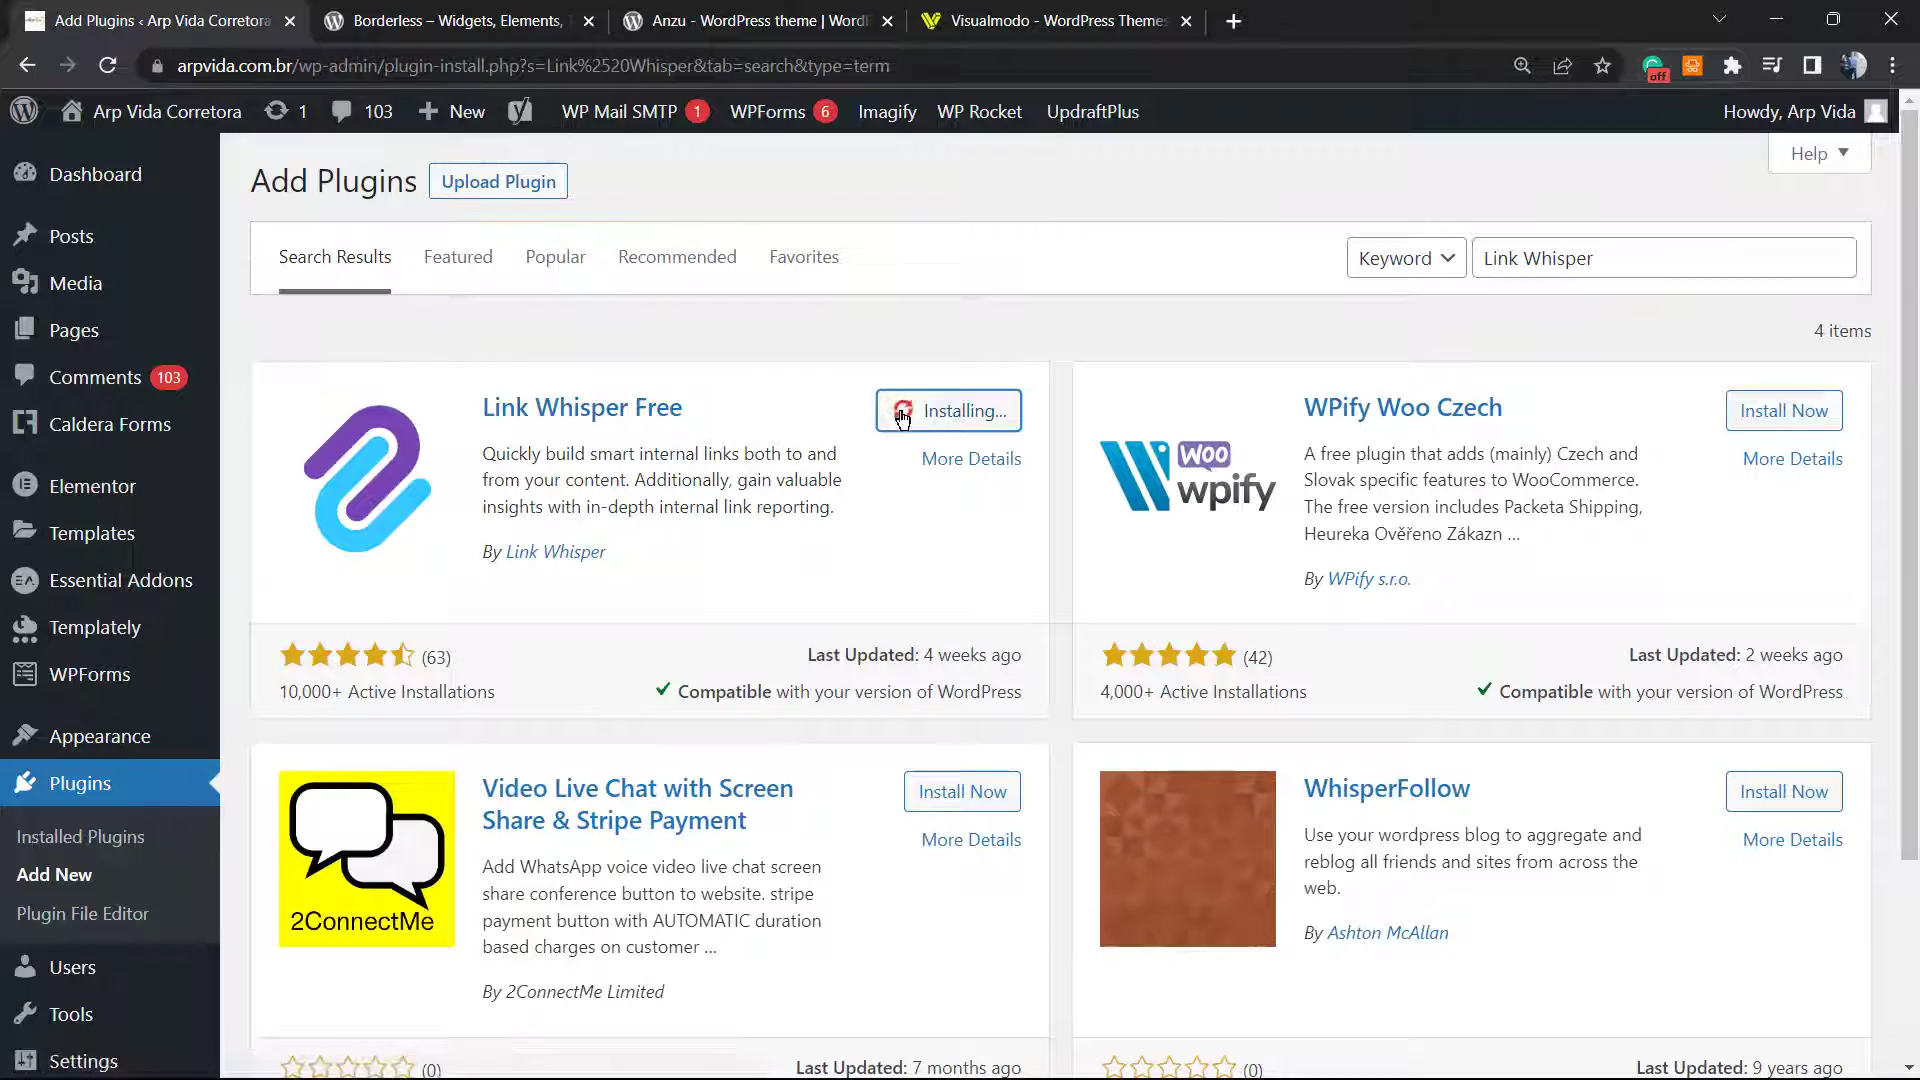 Add Plugins ‹ Arp Vida Corretora
Borderless – Widgets, Elements,
Anzu - WordPress theme | Word
Visualmodo - WordPress Themes
arpvida.com.br/wp-admin/plugin-install.php?s=Link%2520Whisper&tab=search&type=term
off
Arp Vida Corretora
1
103
New
WP Mail SMTP 1
WPForms 6
Imagify
WP Rocket
UpdraftPlus
Howdy, Arp Vida
Dashboard
Posts
Media
Pages
Comments 103
Caldera Forms
Elementor
Templates
Essential Addons
Templately
WPForms
Appearance
Plugins
Installed Plugins
Add New
Plugin File Editor
Users
Tools
Settings
Help
Add Plugins
Upload Plugin
Search Results
Featured
Popular
Recommended
Favorites
Keyword
Link Whisper
4 items
Link Whisper Free
Installing...
More Details
Quickly build smart internal links both to and
from your content. Additionally, gain valuable
insights with in-depth internal link reporting.
By Link Whisper
(63)
Last Updated: 4 weeks ago
10,000+ Active Installations
Compatible with your version of WordPress
Woo
wpify
WPify Woo Czech
Install Now
More Details
A free plugin that adds (mainly) Czech and
Slovak specific features to WooCommerce.
The free version includes Packeta Shipping,
Heureka Ověřeno Zákazn ...
By WPify s.r.o.
(42)
Last Updated: 2 weeks ago
4,000+ Active Installations
Compatible with your version of WordPress
2ConnectMe
Video Live Chat with Screen
Share & Stripe Payment
Install Now
More Details
Add WhatsApp voice video live chat screen
share conference button to website. stripe
payment button with AUTOMATIC duration
based charges on customer ...
By 2ConnectMe Limited
(0)
Last Updated: 7 months ago
WhisperFollow
Install Now
More Details
Use your wordpress blog to aggregate and
reblog all friends and sites from across the
web.
By Ashton McAllan
(0)
Last Updated: 9 years ago